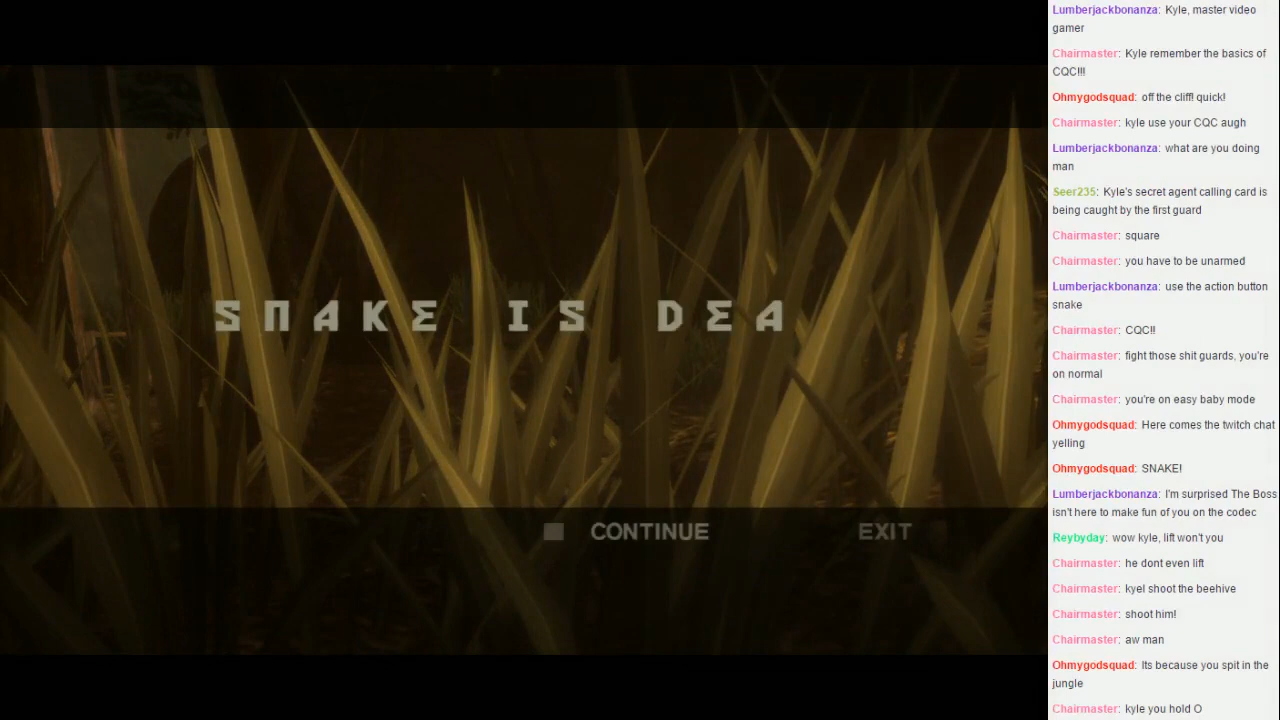 SNAKE IS DEA
CONTINUE
EXIT
Lumberjackbonanza: Kyle, master video
gamer
Chairmaster: Kyle remember the basics of
CQC!!!
Ohmygodsquad: off the cliff! quick!
Chairmaster: kyle use your CQC augh
Lumberjackbonanza: what are you doing
man
Seer235: Kyle's secret agent calling card is
being caught by the first guard
Chairmaster: square
Chairmaster: you have to be unarmed
Lumberjackbonanza: use the action button
snake
Chairmaster: CQC!!
Chairmaster: fight those shit guards, you're
on normal
Chairmaster: you're on easy baby mode
Ohmygodsquad: Here comes the twitch chat
yelling
Ohmygodsquad: SNAKE!
Lumberjackbonanza: I'm surprised The Boss
isn't here to make fun of you on the codec
Reybyday: wow kyle, lift won't you
Chairmaster: he dont even lift
Chairmaster: kyel shoot the beehive
Chairmaster: shoot him!
Chairmaster: aw man
Ohmygodsquad: Its because you spit in the
jungle
Chairmaster: kyle you hold O